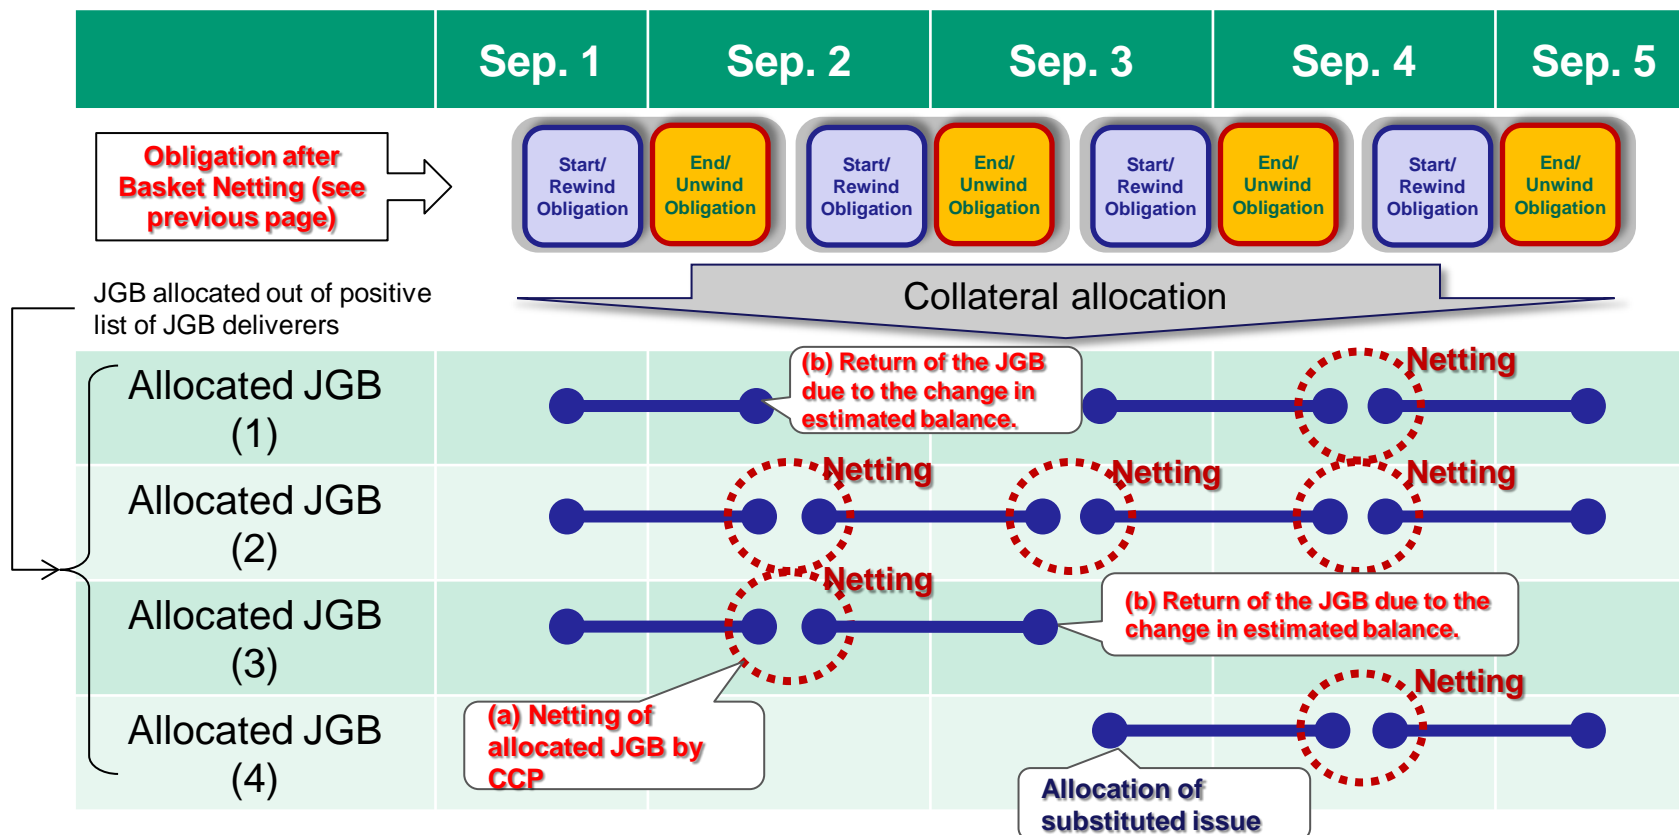 Sep. 1
Sep. 2
Sep. 3
Sep. 4
Sep. 5
Obligation after
Basket Netting (see
previous page)
Start/
Rewind
Obligation
End/
Unwind
Obligation
Start/
Rewind
Obligation
End/
Unwind
Obligation
Start/
Rewind
Obligation
End/
Unwind
Obligation
Start/
Rewind
Obligation
End/
Unwind
Obligation
JGB allocated out of positive
list of JGB deliverers
Collateral allocation
Allocated JGB
(1)
(b) Return of the JGB
due to the change in
estimated balance.
Netting
Allocated JGB
(2)
Netting
Netting
Netting
Allocated JGB
(3)
Netting
(b) Return of the JGB due to the
change in estimated balance.
Allocated JGB
(4)
(a) Netting of
allocated JGB by
CCP
Netting
Allocation of
substituted issue